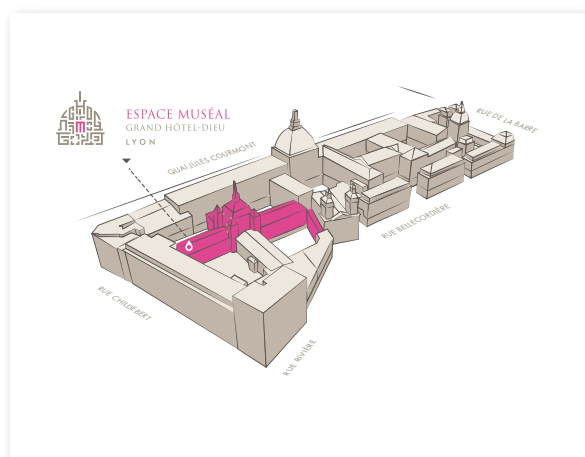 ESPACE MUSÉAL
GRAND HÔTEL-DIEU
LYON
QUAI JULES COURMONT
RUE DE LA BARRE
RUE BELLECORDIÈRE
RUE CHILDEBERT
RUE RIVIÈRE